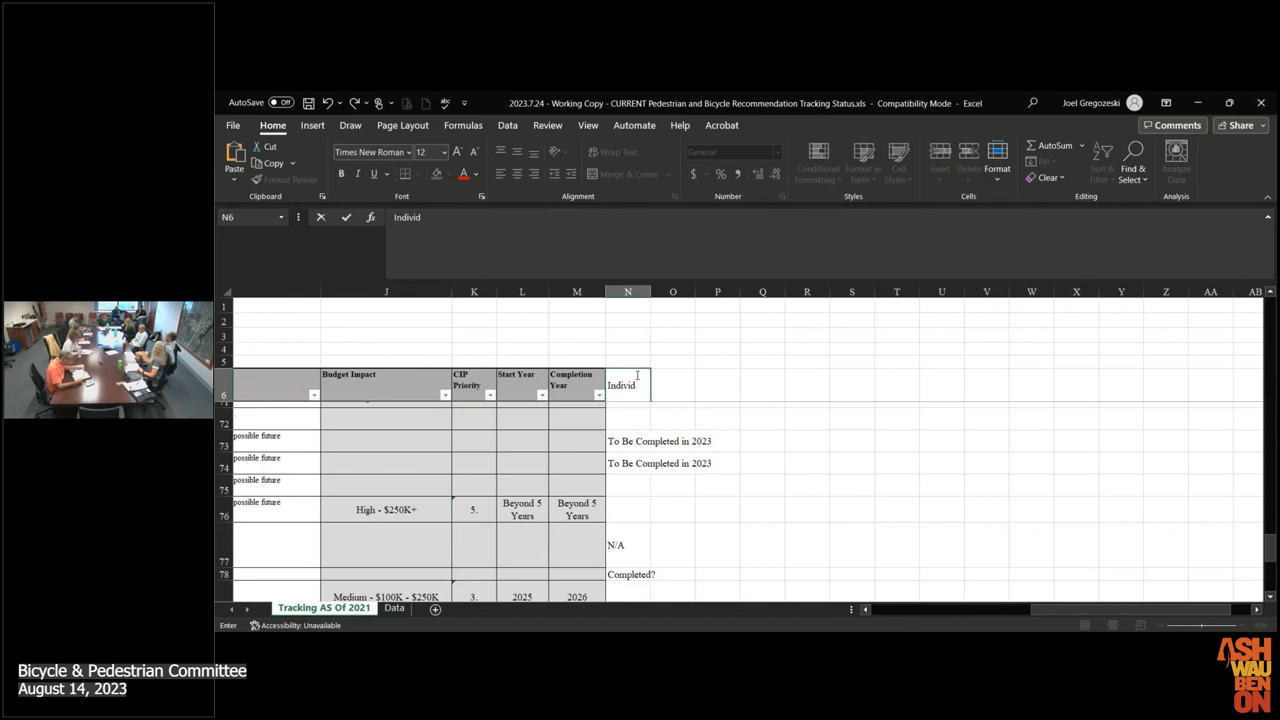 AutoSave Off 2023.7.24 - Working Copy - CURRENT Pedestrian and Bicycle Recommendation Tracking Status.xls - Compatibility Mode - Excel Joel Gregozeski
File Home Insert Draw Page Layout Formulas Data Review View Automate Help Acrobat Comments Share
Paste Cut Copy Format Painter
Times New Roman 12
B I U A
Wrap Text
Merge & Center
General
$ % 9
Conditional Formatting Format as Table Cell Styles
Insert Delete Format
AutoSum Fill Clear
Sort & Filter Find & Select
Analyze Data
Clipboard Font Alignment Number Styles Cells Editing Analysis
N6 fx Individ
J K L M N O P Q R S T U V W X Y Z AA AB
1
2
3
4
5
6 Budget Impact CIP Priority Start Year Completion Year Individ
71
72
73 possible future To Be Completed in 2023
74 possible future To Be Completed in 2023
75 possible future
76 possible future High - $250K+ 5. Beyond 5 Years Beyond 5 Years
77 N/A
78 Completed?
Medium - $100K - $250K 3. 2025 2026
Tracking AS Of 2021 Data
Enter Accessibility: Unavailable
Bicycle & Pedestrian Committee
August 14, 2023
ASH
WAU
BEN
ON